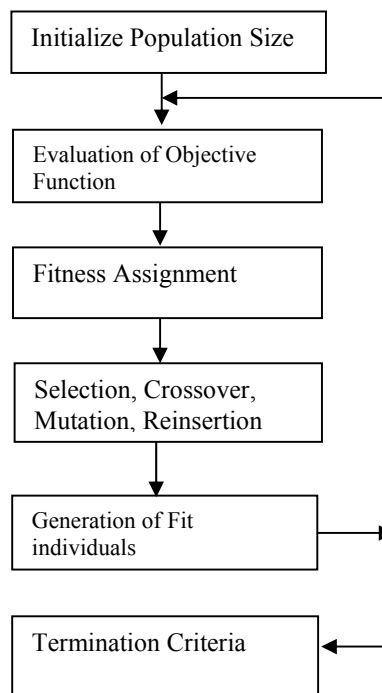 Initialize Population Size
Evaluation of Objective
Function
Fitness Assignment
Selection, Crossover,
Mutation, Reinsertion
Generation of Fit
individuals
Termination Criteria